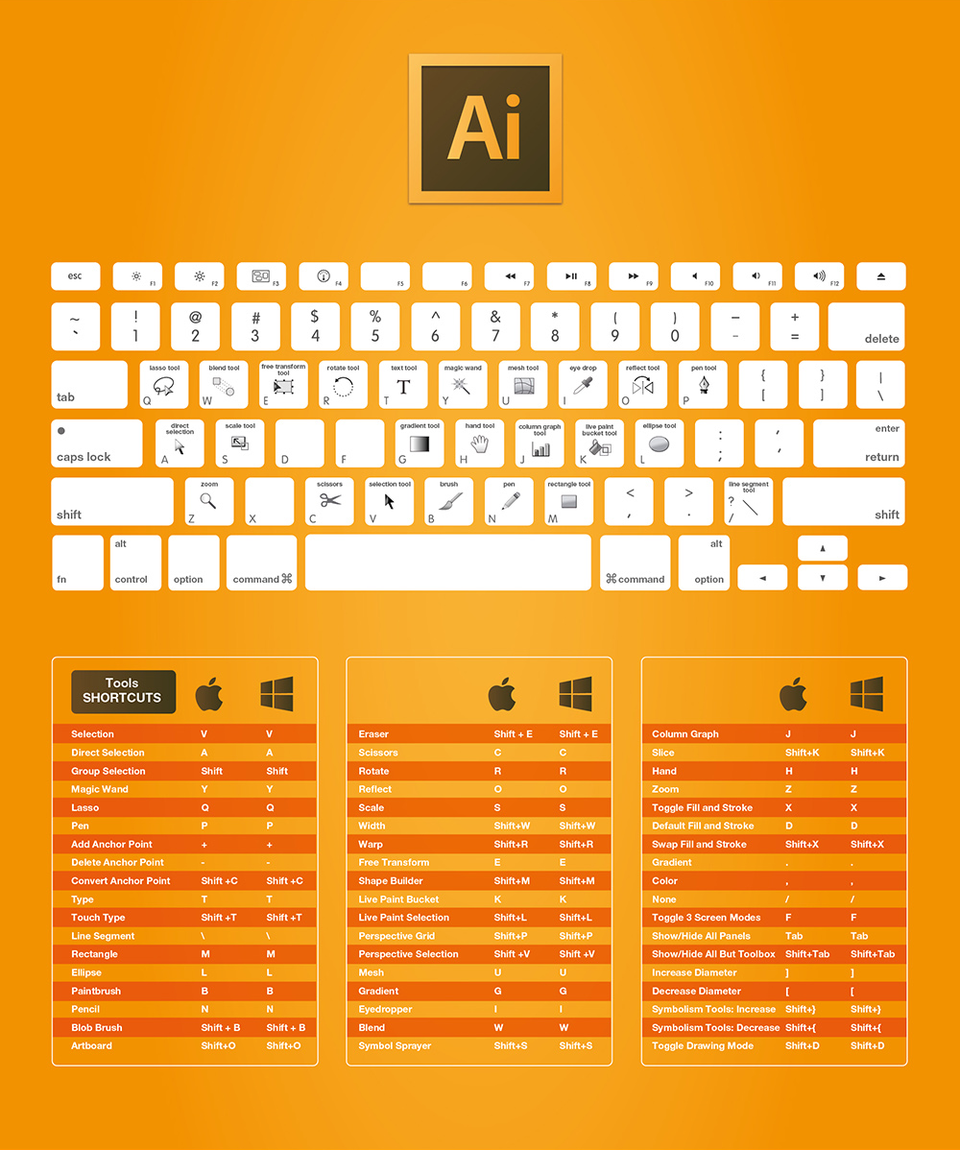 Ai
esc F1 F2 F3 F4 F5 F6 F7 F8 F9 F10 F11 F12
~ ! @ # $ % ^ & * ( ) – +
` 1 2 3 4 5 6 7 8 9 0 - = delete
lasso tool blend tool free transform tool rotate tool text tool magic wand mesh tool eye drop reflect tool pen tool { } |
tab Q W E R T Y U I O P [ ] \
direct selection scale tool gradient tool hand tool column graph tool live paint bucket tool ellipse tool : " enter
caps lock A S D F G H J K L ; ' return
zoom scissors selection tool brush pen rectangle tool < > line segment tool ?
shift Z X C V B N M , . / shift
alt alt
fn control option command ⌘ ⌘ command option
Tools
SHORTCUTS
Selection V V
Direct Selection A A
Group Selection Shift Shift
Magic Wand Y Y
Lasso Q Q
Pen P P
Add Anchor Point + +
Delete Anchor Point - -
Convert Anchor Point Shift +C Shift +C
Type T T
Touch Type Shift +T Shift +T
Line Segment \ \
Rectangle M M
Ellipse L L
Paintbrush B B
Pencil N N
Blob Brush Shift + B Shift + B
Artboard Shift+O Shift+O
Eraser Shift + E Shift + E
Scissors C C
Rotate R R
Reflect O O
Scale S S
Width Shift+W Shift+W
Warp Shift+R Shift+R
Free Transform E E
Shape Builder Shift+M Shift+M
Live Paint Bucket K K
Live Paint Selection Shift+L Shift+L
Perspective Grid Shift+P Shift+P
Perspective Selection Shift +V Shift +V
Mesh U U
Gradient G G
Eyedropper I I
Blend W W
Symbol Sprayer Shift+S Shift+S
Column Graph J J
Slice Shift+K Shift+K
Hand H H
Zoom Z Z
Toggle Fill and Stroke X X
Default Fill and Stroke D D
Swap Fill and Stroke Shift+X Shift+X
Gradient . .
Color , ,
None / /
Toggle 3 Screen Modes F F
Show/Hide All Panels Tab Tab
Show/Hide All But Toolbox Shift+Tab Shift+Tab
Increase Diameter ] ]
Decrease Diameter [ [
Symbolism Tools: Increase Shift+} Shift+}
Symbolism Tools: Decrease Shift+{ Shift+{
Toggle Drawing Mode Shift+D Shift+D